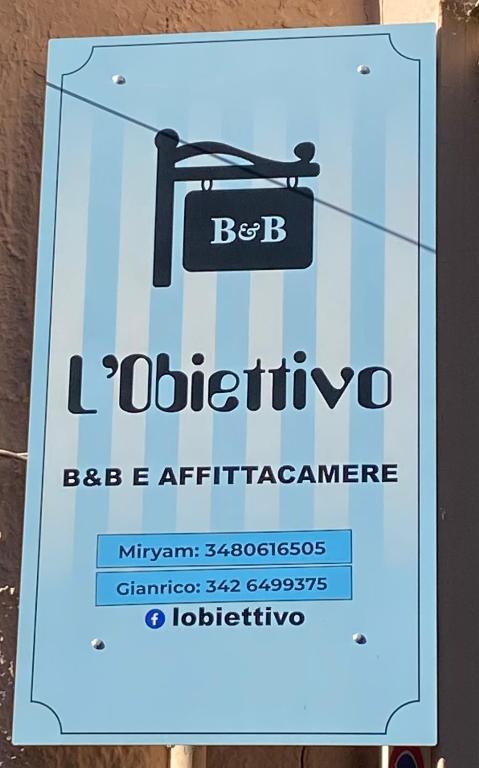 B&B
L'Obiettivo
B&B E AFFITTACAMERE
Miryam: 3480616505
Gianrico: 342 6499375
lobiettivo